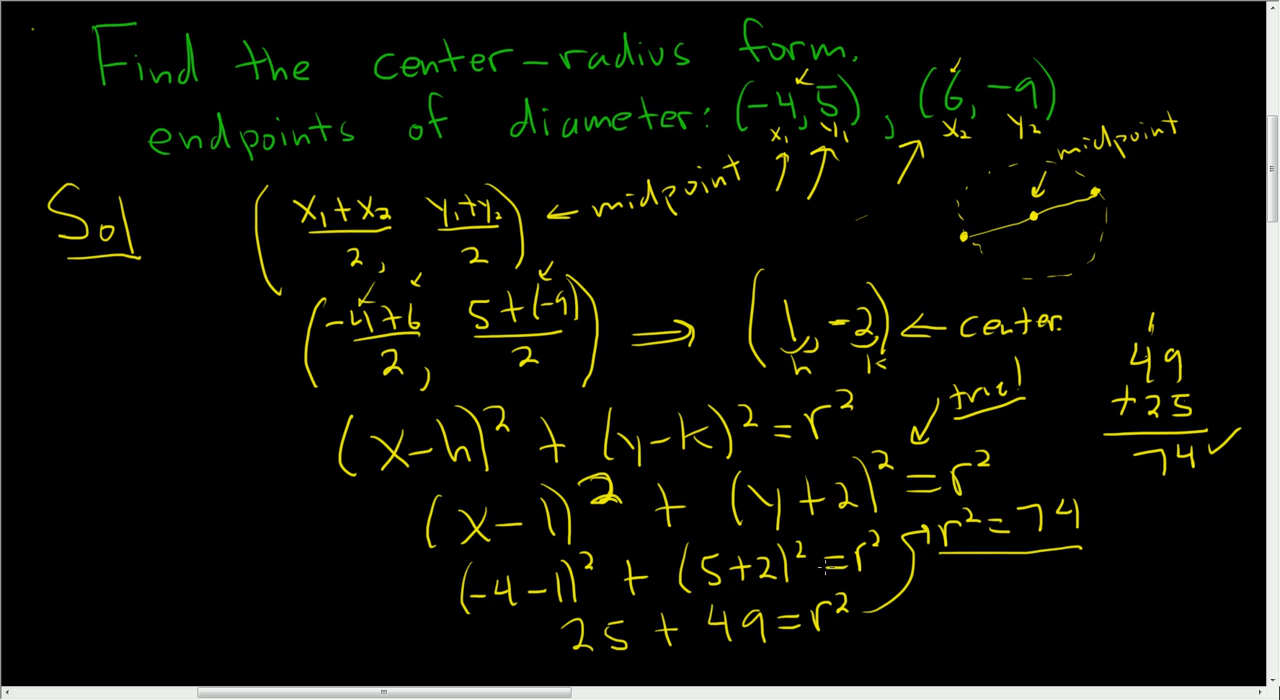 Find the center-radius form.
endpoints of diameter: (-4, 5), (6, -9)
x₁ y₁ x₂ y₂
midpoint
Sol
(x₁+x₂/2, y₁+y₂/2) ← midpoint
(-4+6/2, 5+(-9)/2) ⟹ (1, -2) ← center.
h k
(x-h)² + (y-k)² = r²
trick
(x-1)² + (y+2)² = r²
(-4-1)² + (5+2)² = r²
25 + 49 = r²
r² = 74
1
49
+25
74 ✓